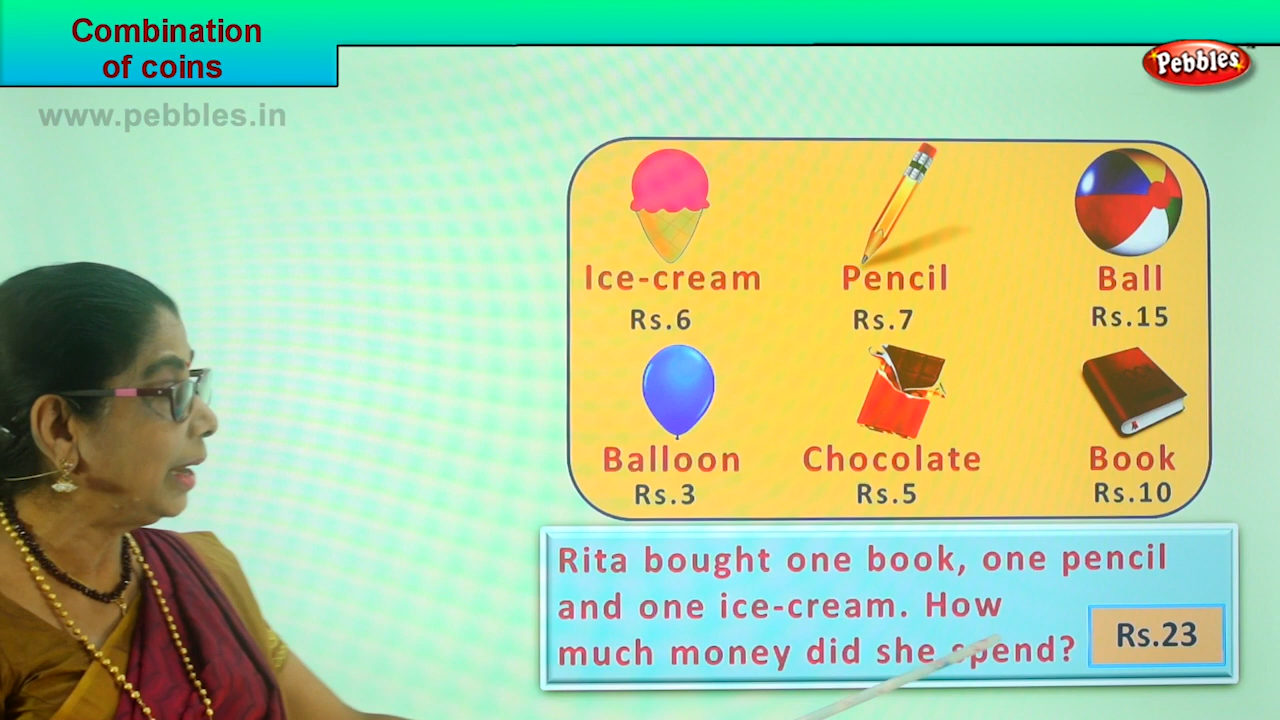 Combination
of coins
Pebbles
www.pebbles.in
Ice-cream
Rs.6
Pencil
Rs.7
Ball
Rs.15
Balloon
Rs.3
Chocolate
Rs.5
Book
Rs.10
Rita bought one book, one pencil
and one ice-cream. How
much money did she spend?
Rs.23